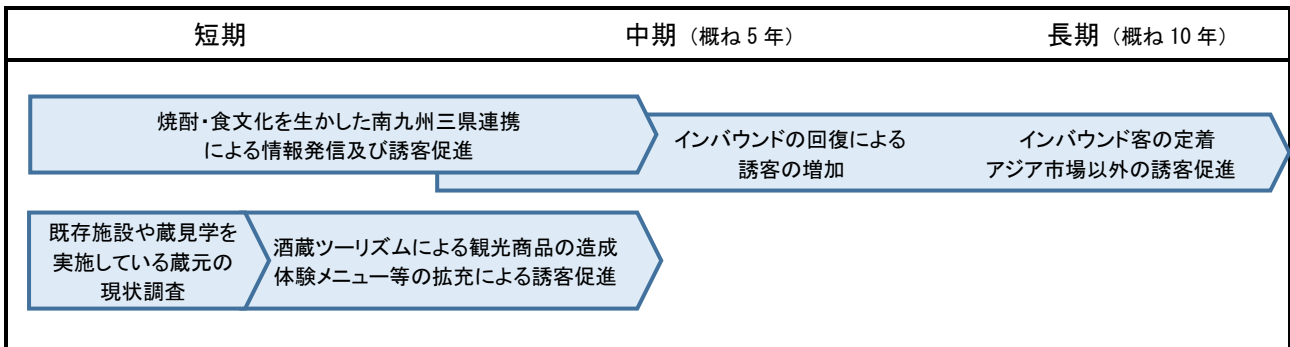 短期
中期（概ね 5 年）
長期（概ね 10 年）
焼酎・食文化を生かした南九州三県連携
による情報発信及び誘客促進
インバウンドの回復による
誘客の増加
インバウンド客の定着
アジア市場以外の誘客促進
既存施設や蔵見学を
実施している蔵元の
現状調査
酒蔵ツーリズムによる観光商品の造成
体験メニュー等の拡充による誘客促進